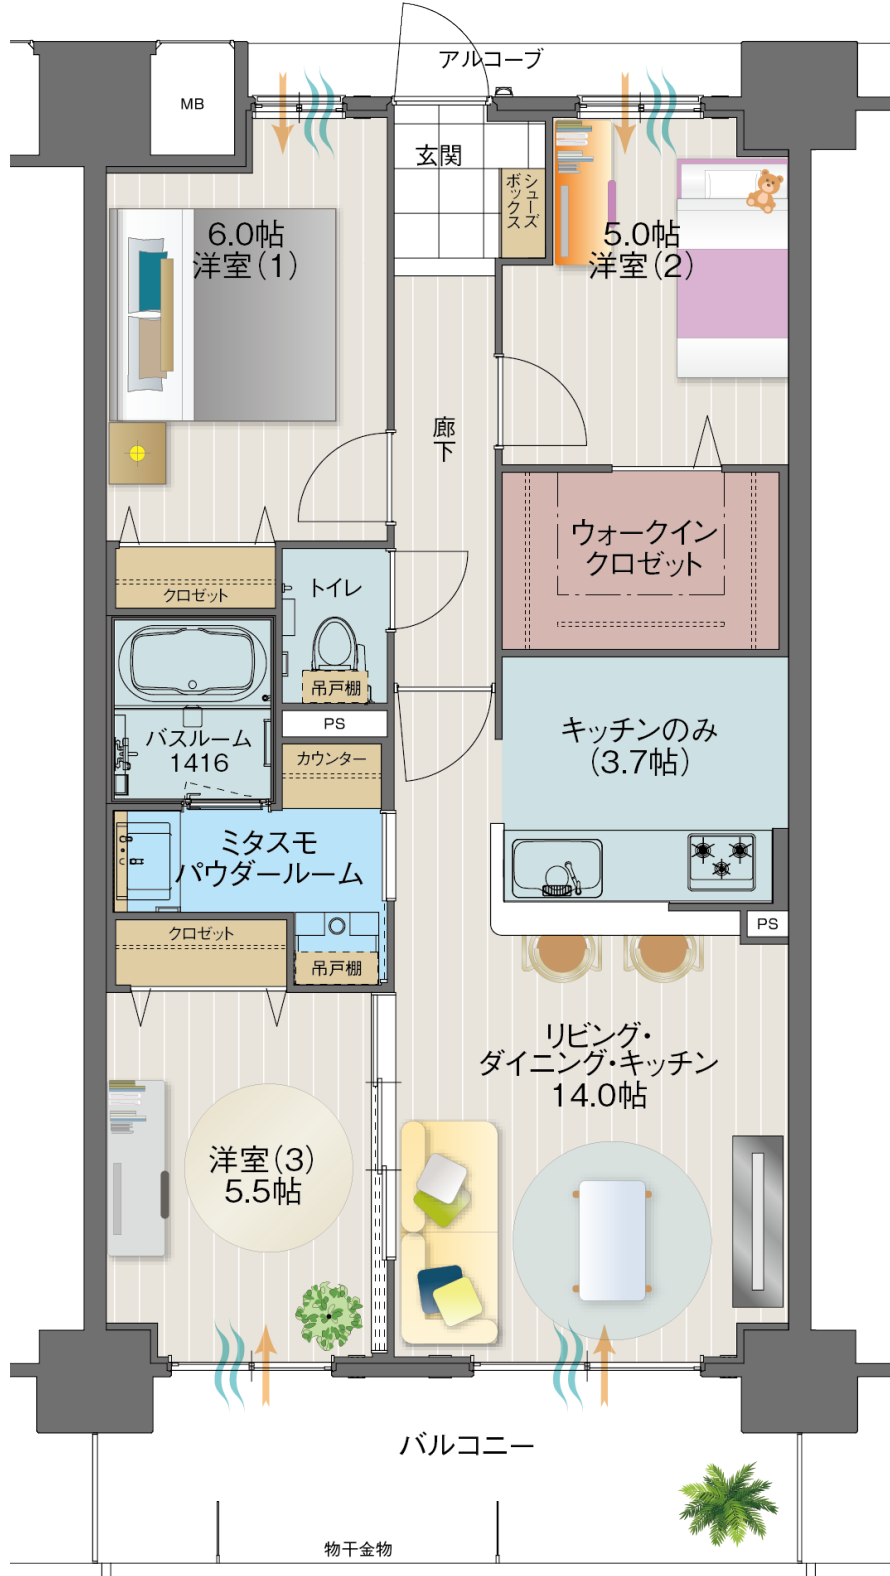 アルコーブ
MB
玄関
シューズ
ボックス
6.0帖
洋室(1)
5.0帖
洋室(2)
廊下
ウォークイン
クロゼット
クロゼット
トイレ
吊戸棚
PS
バスルーム
1416
カウンター
キッチンのみ
(3.7帖)
ミタスモ
パウダールーム
PS
クロゼット
吊戸棚
リビング・
ダイニング・キッチン
14.0帖
洋室(3)
5.5帖
バルコニー
物干金物